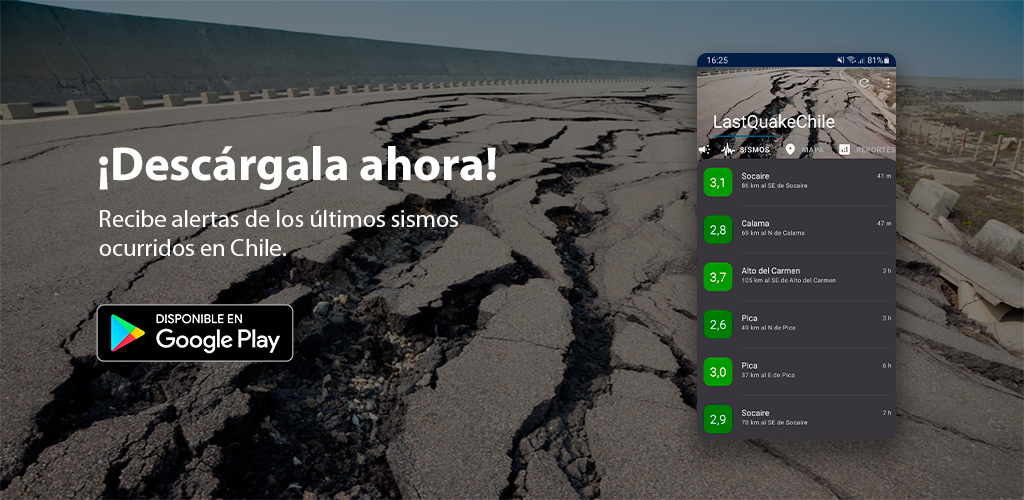 ¡Descárgala ahora!
Recibe alertas de los últimos sismos
ocurridos en Chile.
DISPONIBLE EN
Google Play
16:25
81%
LastQuakeChile
SISMOS
MAPA
REPORTES
3,1
Socaire
41 m
86 km al SE de Socaire
2,8
Calama
47 m
69 km al N de Calama
3,7
Alto del Carmen
3 h
105 km al SE de Alto del Carmen
2,6
Pica
3 h
49 km al N de Pica
3,0
Pica
6 h
37 km al E de Pica
2,9
Socaire
7 h
78 km al SE de Socaire